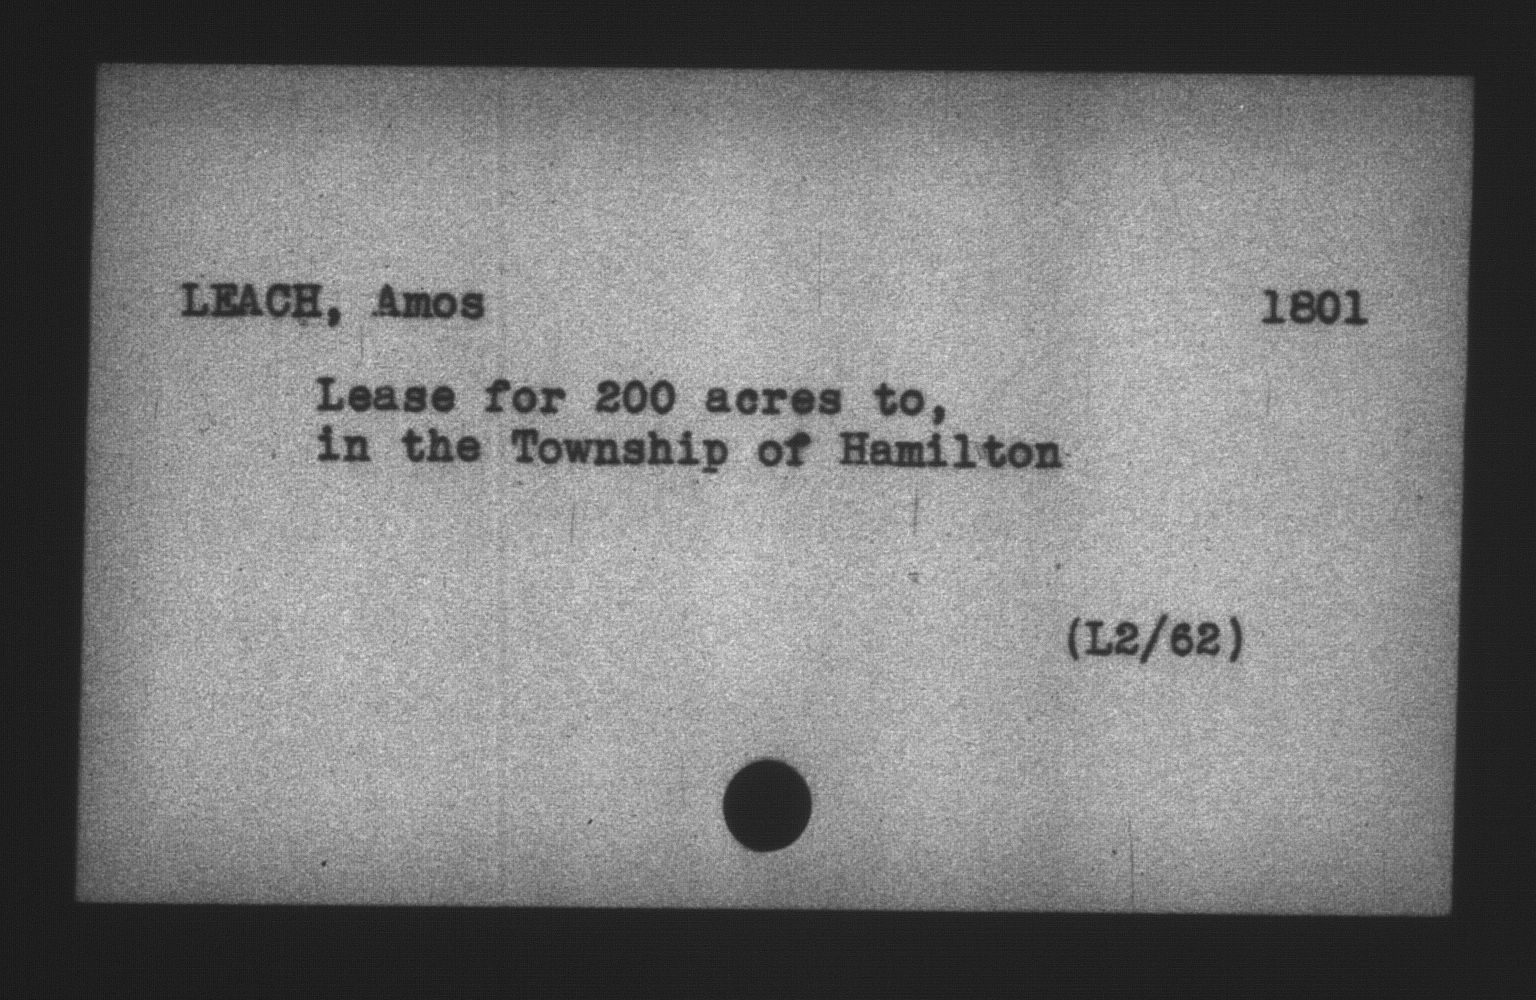 LEACH, Amos 1801
Lease for 200 acres to,
in the Township of Hamilton
(L2/62)